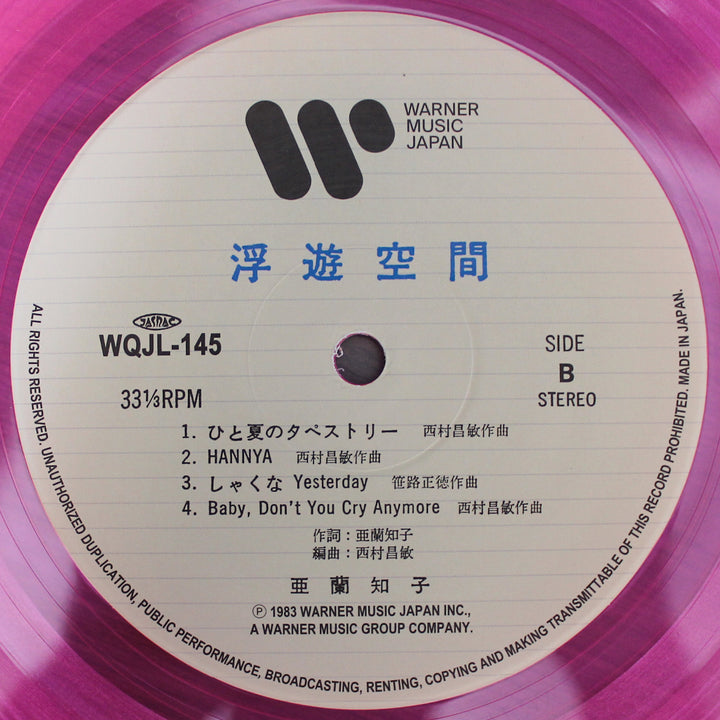 WARNER
MUSIC
JAPAN
浮遊空間
JASRAC
WQJL-145
SIDE
B
33⅓RPM
STEREO
1. ひと夏のタペストリー 西村昌敏作曲
2. HANNYA 西村昌敏作曲
3. しゃくな Yesterday 笹路正徳作曲
4. Baby, Don't You Cry Anymore 西村昌敏作曲
作詞：亜蘭知子
編曲：西村昌敏
亜蘭知子
Ⓟ 1983 WARNER MUSIC JAPAN INC.,
A WARNER MUSIC GROUP COMPANY.
ALL RIGHTS RESERVED. UNAUTHORIZED DUPLICATION, PUBLIC PERFORMANCE, BROADCASTING, RENTING, COPYING AND MAKING TRANSMITTABLE OF THIS RECORD PROHIBITED. MADE IN JAPAN.